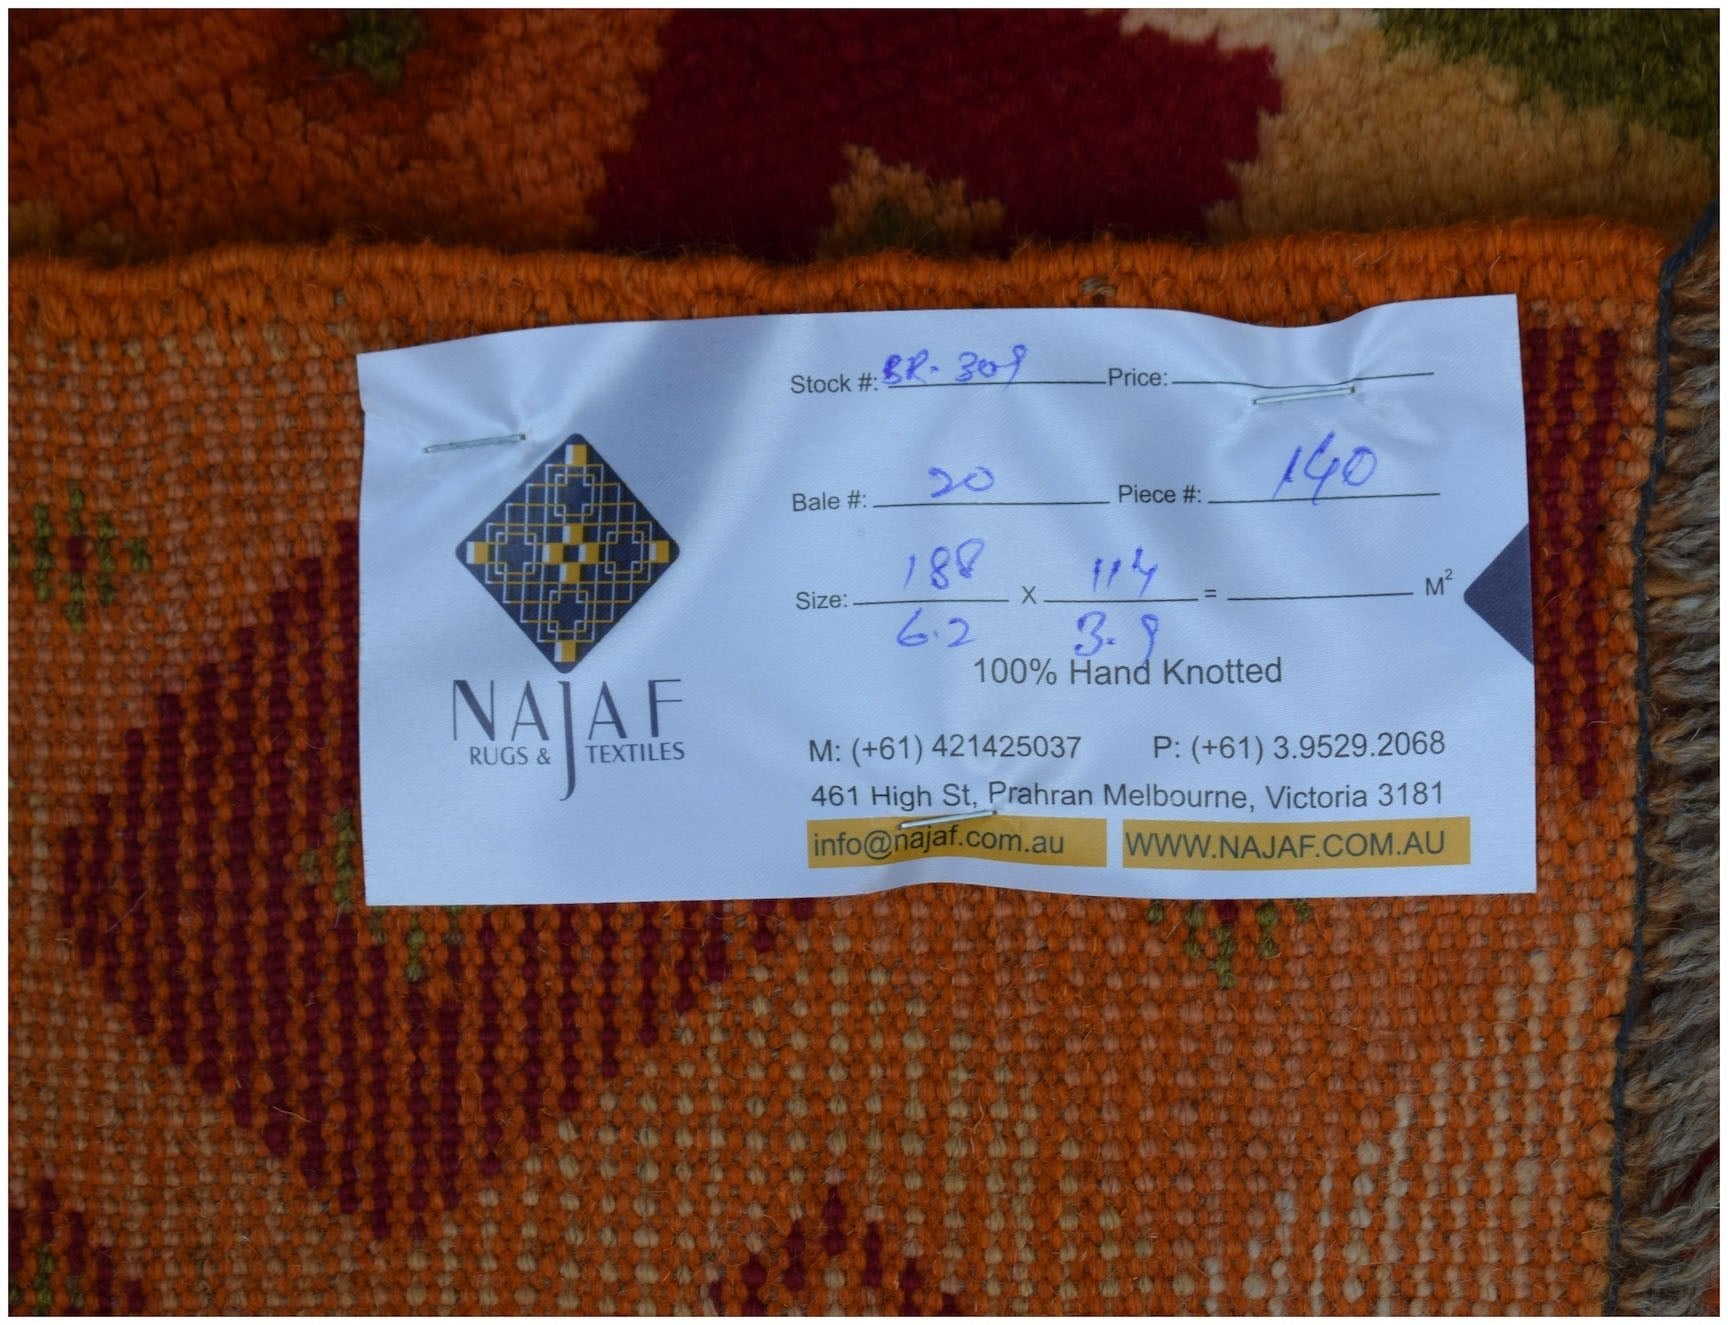 Stock #: BR-309 Price:
Bale #: 20 Piece #: 140
Size: 188 X 114 = M²
6.2 3.9
100% Hand Knotted
NAJAF
RUGS & TEXTILES
M: (+61) 421425037 P: (+61) 3.9529.2068
461 High St, Prahran Melbourne, Victoria 3181
info@najaf.com.au WWW.NAJAF.COM.AU